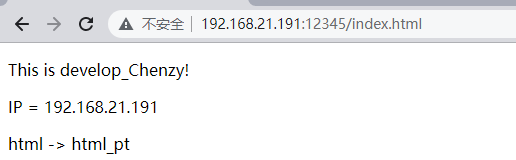 不安全 | 192.168.21.191:12345/index.html
This is develop_Chenzy!
IP = 192.168.21.191
html -> html_pt